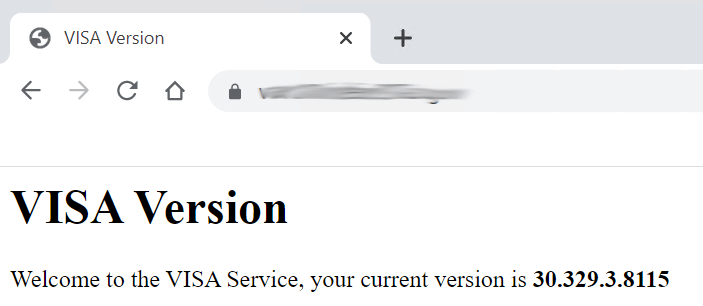 VISA Version
VISA Version
Welcome to the VISA Service, your current version is 30.329.3.8115